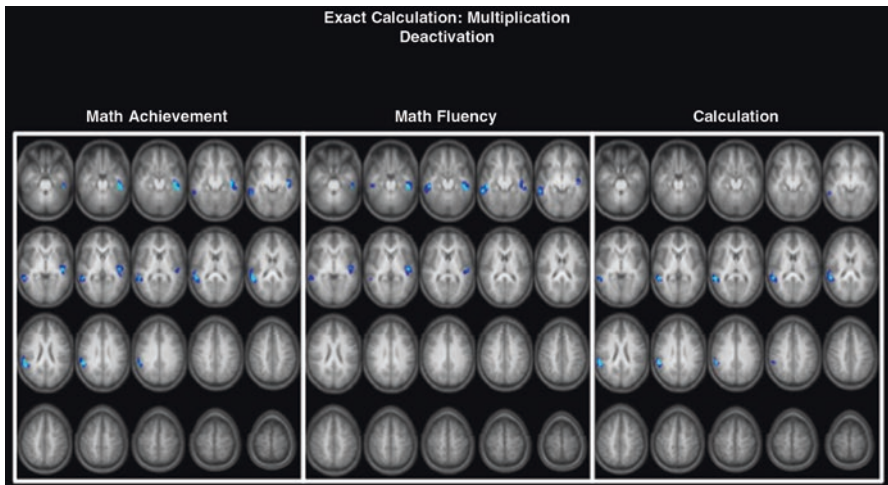 Exact Calculation: Multiplication
Deactivation
Math Achievement
Math Fluency
Calculation